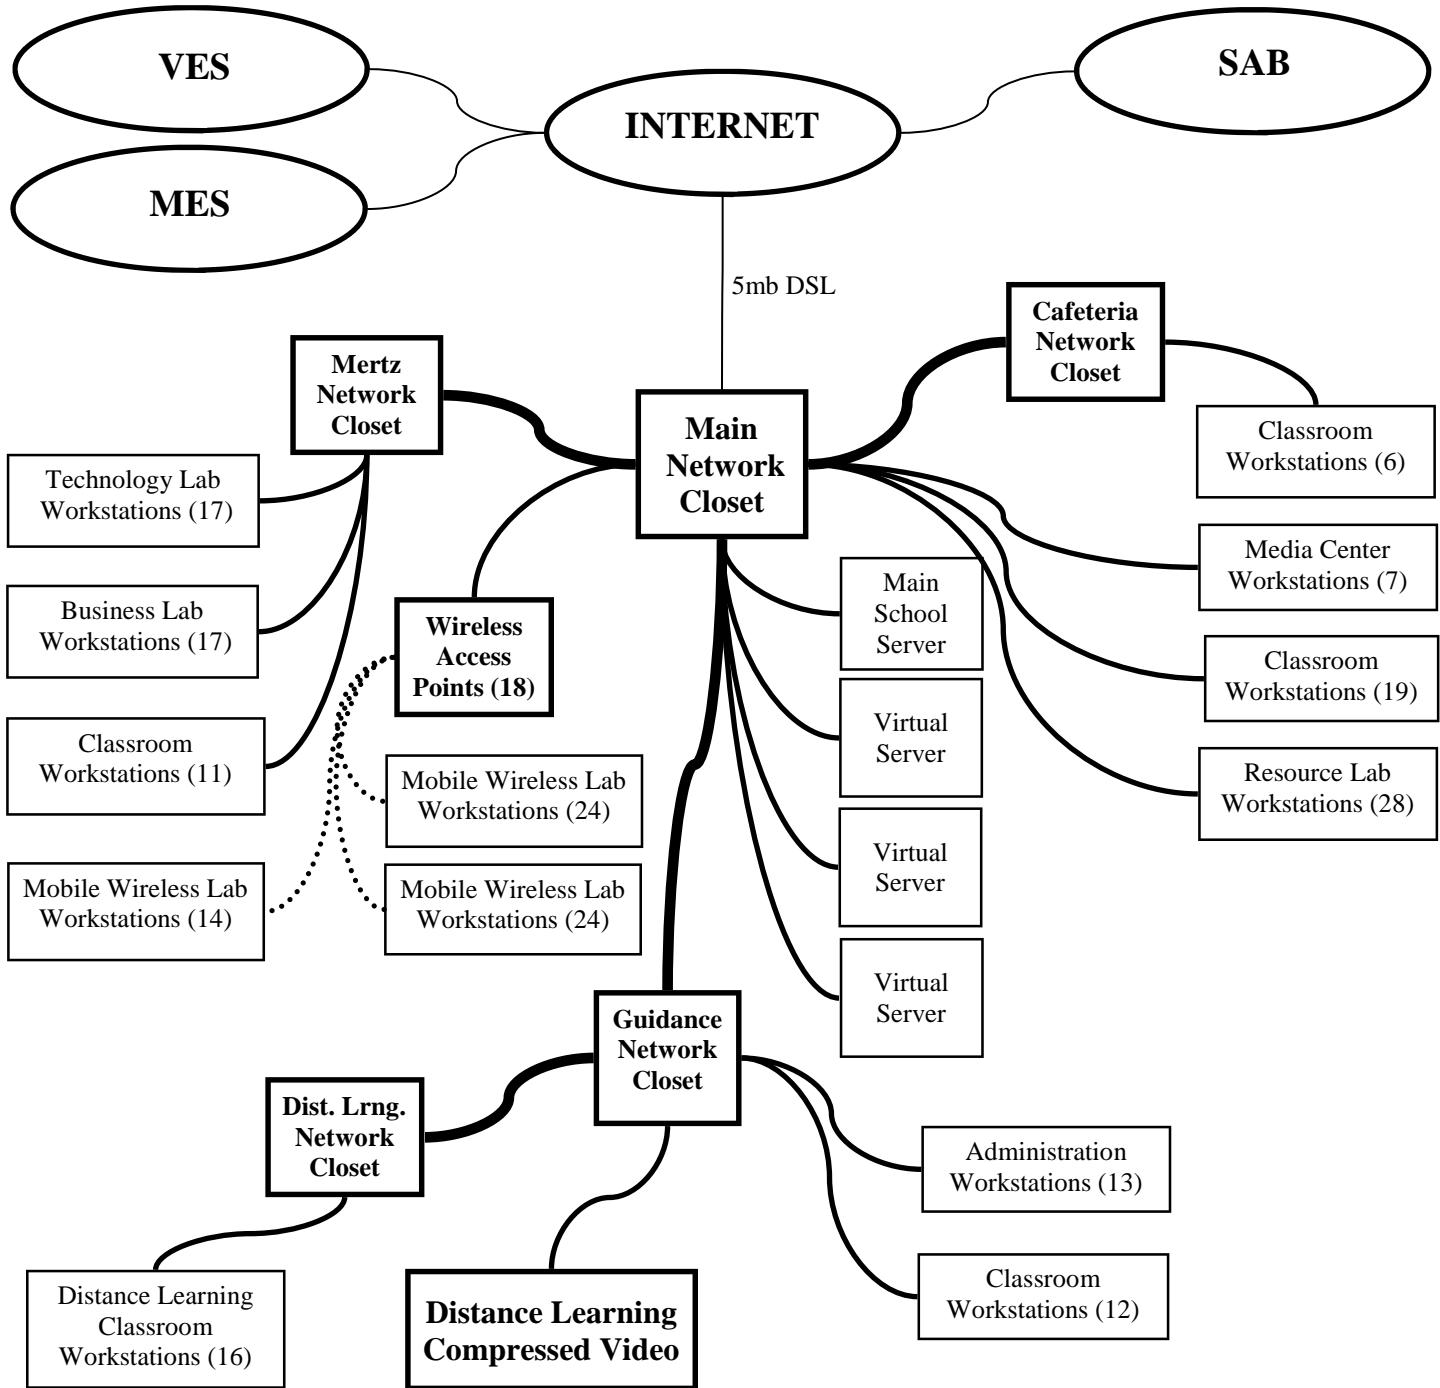 VES
SAB
INTERNET
MES
5mb DSL
Cafeteria
Network
Closet
Mertz
Network
Closet
Main
Network
Closet
Classroom
Workstations (6)
Technology Lab
Workstations (17)
Media Center
Workstations (7)
Main
School
Server
Business Lab
Workstations (17)
Wireless
Access
Points (18)
Classroom
Workstations (19)
Virtual
Server
Classroom
Workstations (11)
Mobile Wireless Lab
Workstations (24)
Resource Lab
Workstations (28)
Virtual
Server
Mobile Wireless Lab
Workstations (14)
Mobile Wireless Lab
Workstations (24)
Virtual
Server
Guidance
Network
Closet
Dist. Lrng.
Network
Closet
Administration
Workstations (13)
Distance Learning
Classroom
Workstations (16)
Distance Learning
Compressed Video
Classroom
Workstations (12)